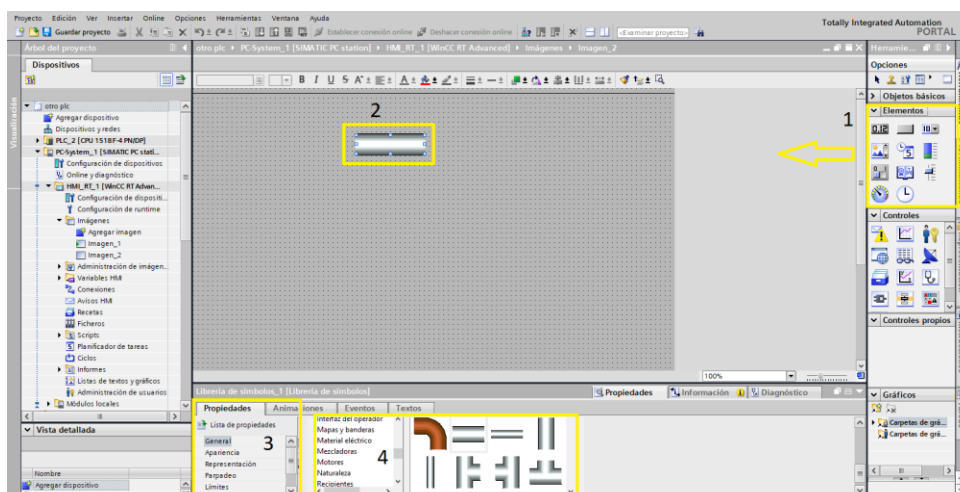 Proyecto Edición Ver Insertar Online Opciones Herramientas Ventana Ayuda
Totally Integrated Automation
PORTAL
Guardar proyecto
Establecer conexión online
Deshacer conexión online
<Examinar proyecto>
Árbol del proyecto
otro plc PC-System_1 [SIMATIC PC station] HMI_RT_1 [WinCC RT Advanced] Imágenes Imagen_2
Herramie...
Dispositivos
Opciones
B I U S A
Visualización
Objetos básicos
Elementos
1
2
otro plc
Agregar dispositivo
Dispositivos y redes
PLC_2 [CPU 1518F-4 PN/DP]
PC-System_1 [SIMATIC PC stati...
Configuración de dispositivos
Online y diagnóstico
HMI_RT_1 [WinCC RT Advan...
Configuración de dispositi...
Configuración de runtime
Imágenes
Agregar imagen
Imagen_1
Imagen_2
Administración de imágen...
Variables HMI
Conexiones
Avisos HMI
Recetas
Ficheros
Scripts
Planificador de tareas
Ciclos
Informes
Listas de textos y gráficos
Administración de usuarios
Módulos locales
0.12
10
5
Controles
Controles propios
100%
Librería de símbolos_1 [Librería de símbolos]
Propiedades
Información
Diagnóstico
Gráficos
Carpetas de grá...
Carpetas de grá...
Propiedades Animaciones Eventos Textos
Lista de propiedades
General
Apariencia
Representación
Parpadeo
Límites
3
Interfaz del operador
Mapas y banderas
Material eléctrico
Mezcladoras
Motores
Naturaleza
Recipientes
4
Vista detallada
Nombre
Agregar dispositivo